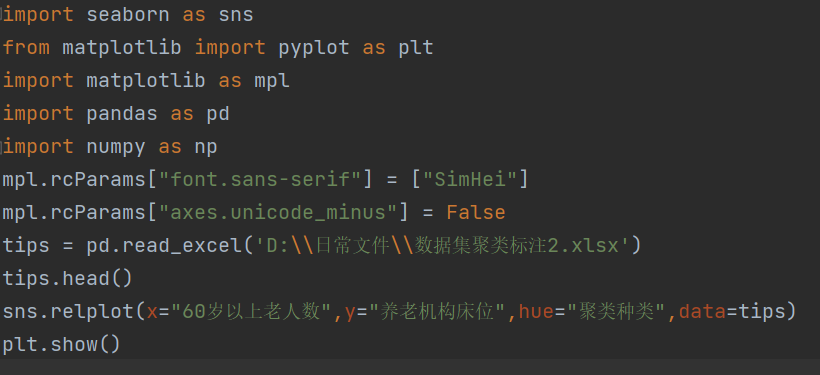 import seaborn as sns
from matplotlib import pyplot as plt
import matplotlib as mpl
import pandas as pd
import numpy as np
mpl.rcParams["font.sans-serif"] = ["SimHei"]
mpl.rcParams["axes.unicode_minus"] = False
tips = pd.read_excel('D:\\日常文件\\数据集聚类标注2.xlsx')
tips.head()
sns.relplot(x="60岁以上老人数",y="养老机构床位",hue="聚类种类",data=tips)
plt.show()